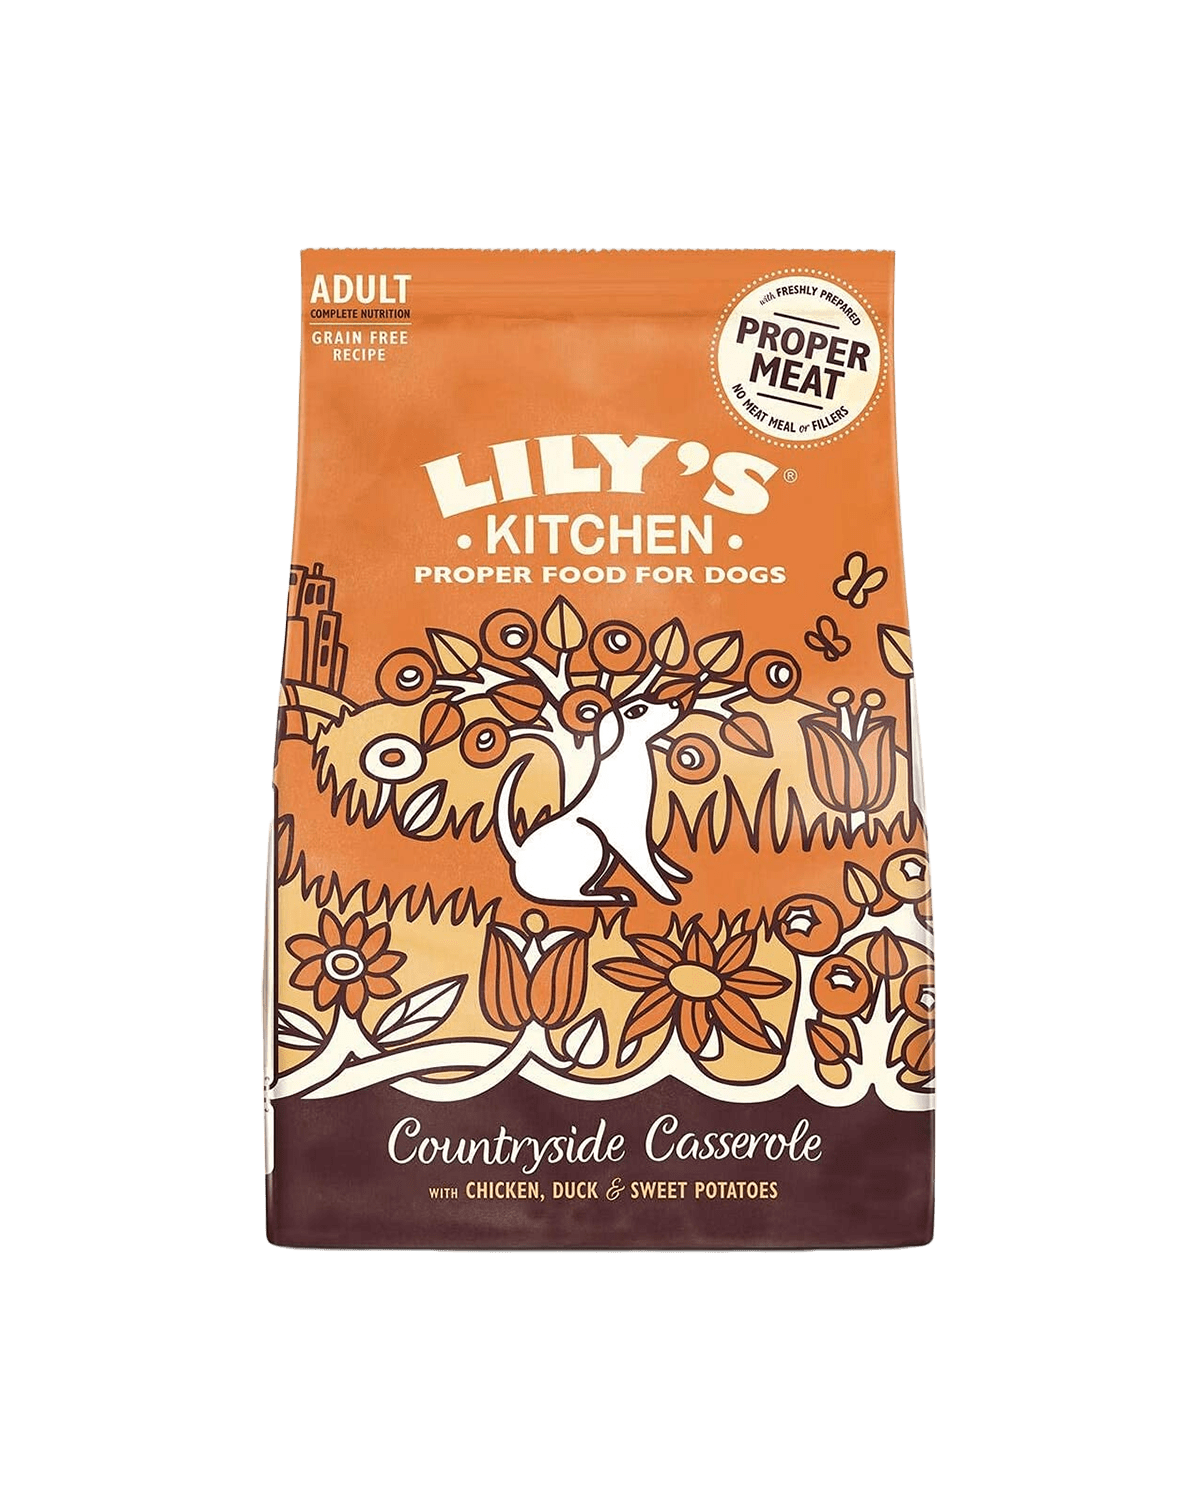 ADULT
COMPLETE NUTRITION
GRAIN FREE
RECIPE
with FRESHLY PREPARED
PROPER
MEAT
NO MEAT MEAL or FILLERS
LILY'S®
• KITCHEN •
PROPER FOOD FOR DOGS
Countryside Casserole
WITH CHICKEN, DUCK & SWEET POTATOES